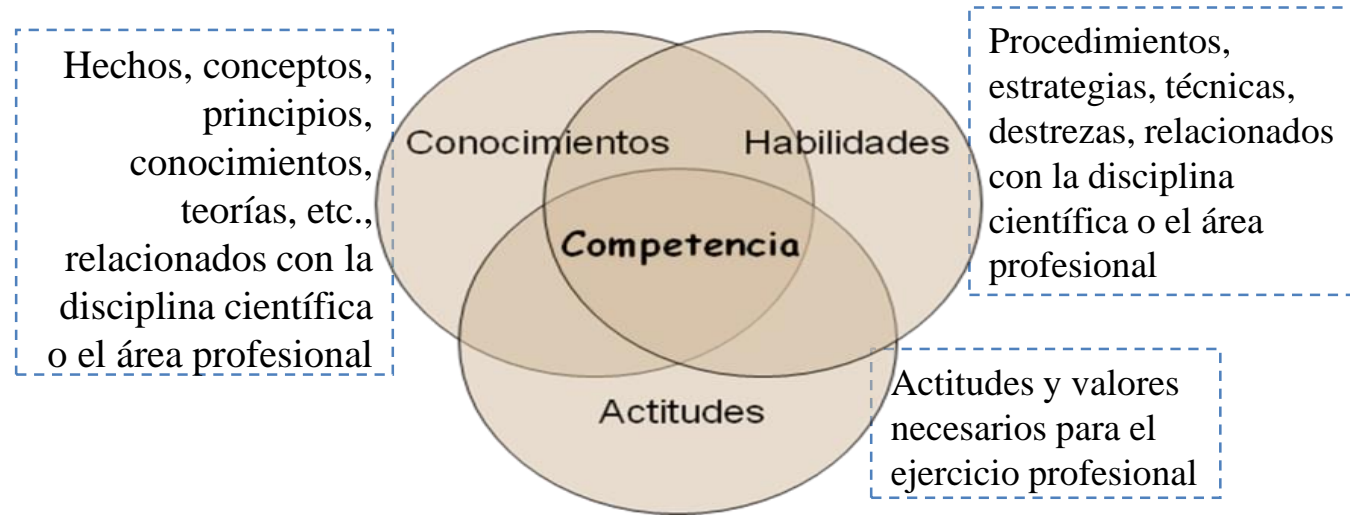 Hechos, conceptos,
principios,
conocimientos,
teorías, etc.,
relacionados con la
disciplina científica
o el área profesional
Conocimientos
Habilidades
Competencia
Actitudes
Procedimientos,
estrategias, técnicas,
destrezas, relacionados
con la disciplina
científica o el área
profesional
Actitudes y valores
necesarios para el
ejercicio profesional